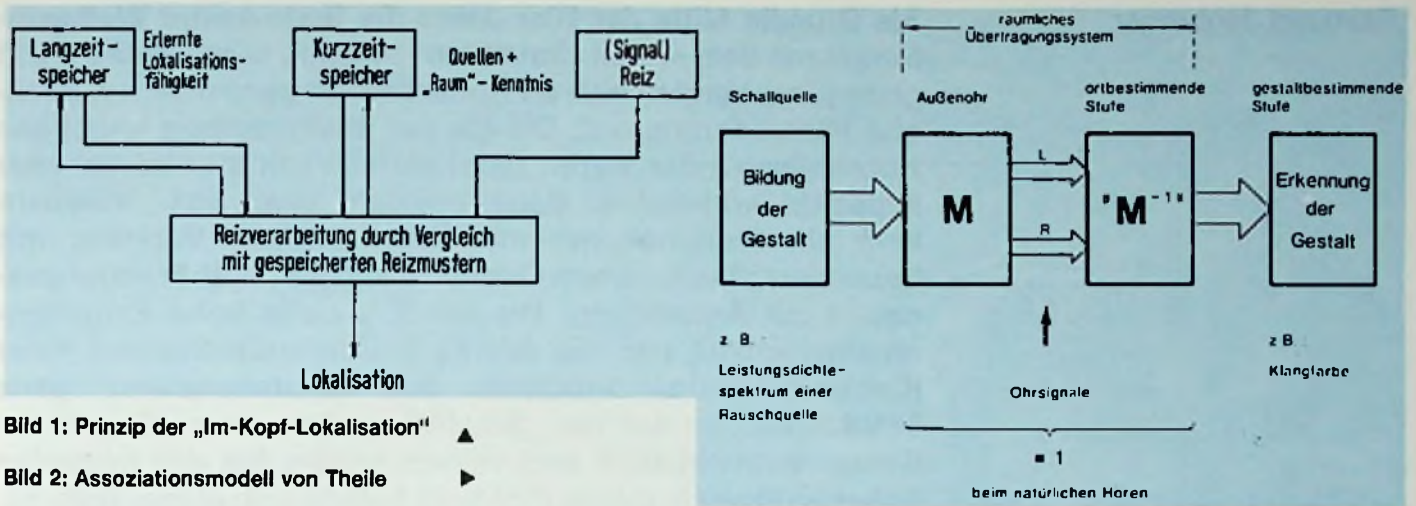 Langzeit-
speicher
Erlernte
Lokalisations-
fähigkeit
Kurzzeit-
speicher
Quellen +
„Raum"-Kenntnis
(Signal)
Reiz
Reizverarbeitung durch Vergleich
mit gespeicherten Reizmustern
Lokalisation
Bild 1: Prinzip der „Im-Kopf-Lokalisation"
Bild 2: Assoziationsmodell von Theile
räumliches
Übertragungssystem
Schallquelle
Außenohr
ortbestimmende
Stufe
gestaltbestimmende
Stufe
Bildung
der
Gestalt
M
L
R
"M⁻¹"
Erkennung
der
Gestalt
z B.
Leistungsdichte-
spektrum einer
Rauschquelle
Ohrsignale
z B.
Klangfarbe
= 1
beim natürlichen Hören